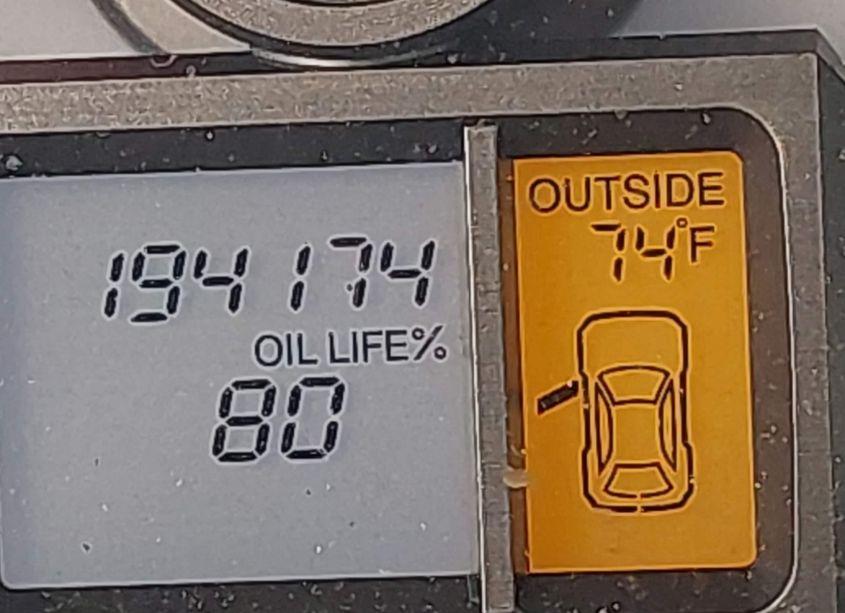 194174
OIL LIFE%
80
OUTSIDE
74°F